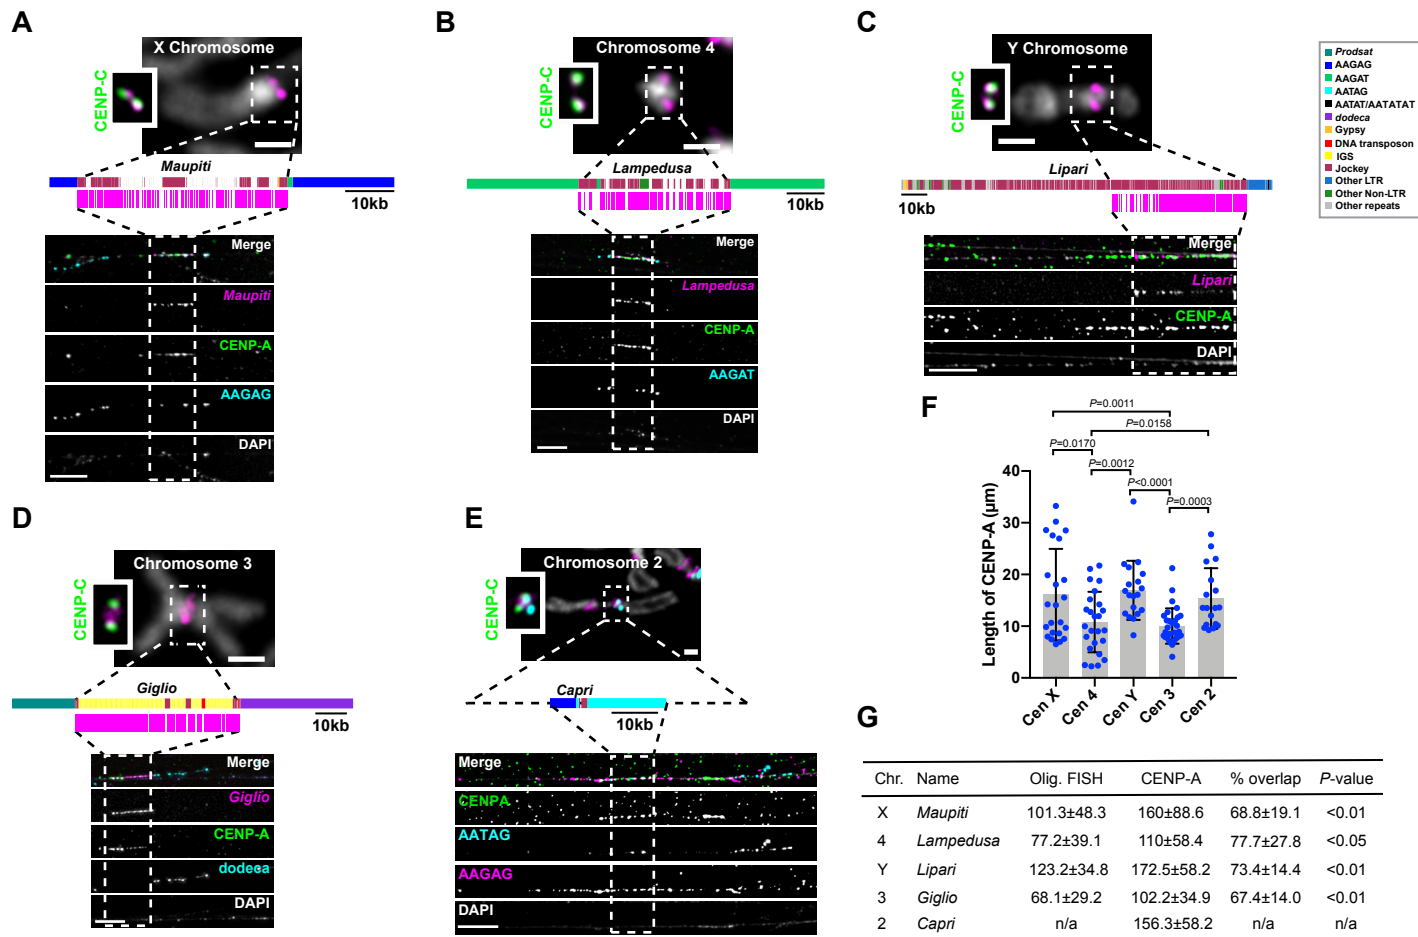 A
X Chromosome
CENP-C
Maupiti
10kb
Merge
Maupiti
CENP-A
AAGAG
DAPI
B
Chromosome 4
CENP-C
Lampedusa
10kb
Merge
Lampedusa
CENP-A
AAGAT
DAPI
C
Y Chromosome
CENP-C
Lipari
10kb
Merge
Lipari
CENP-A
DAPI
Prodsat
AAGAG
AAGAT
AATAG
AATAT/AATATAT
dodeca
Gypsy
DNA transposon
IGS
Jockey
Other LTR
Other Non-LTR
Other repeats
D
Chromosome 3
CENP-C
Giglio
10kb
Merge
Giglio
CENP-A
dodeca
DAPI
E
Chromosome 2
CENP-C
Capri
10kb
Merge
CENPA
AATAG
AAGAG
DAPI
F
P=0.0011
P=0.0158
P=0.0170
P=0.0012
P<0.0001
P=0.0003
Length of CENP-A (μm)
40
30
20
10
0
Cen X
Cen 4
Cen Y
Cen 3
Cen 2
G
Chr. Name Olig. FISH CENP-A % overlap P-value
X Maupiti 101.3±48.3 160±88.6 68.8±19.1 <0.01
4 Lampedusa 77.2±39.1 110±58.4 77.7±27.8 <0.05
Y Lipari 123.2±34.8 172.5±58.2 73.4±14.4 <0.01
3 Giglio 68.1±29.2 102.2±34.9 67.4±14.0 <0.01
2 Capri n/a 156.3±58.2 n/a n/a